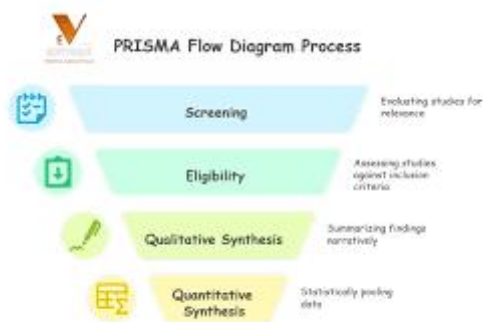 PRISMA Flow Diagram Process
Screening
Evaluating studies for
relevance
Eligibility
Assessing studies
against inclusion
criteria
Qualitative Synthesis
Summarizing findings
narratively
Quantitative
Synthesis
Statistically pooling
data